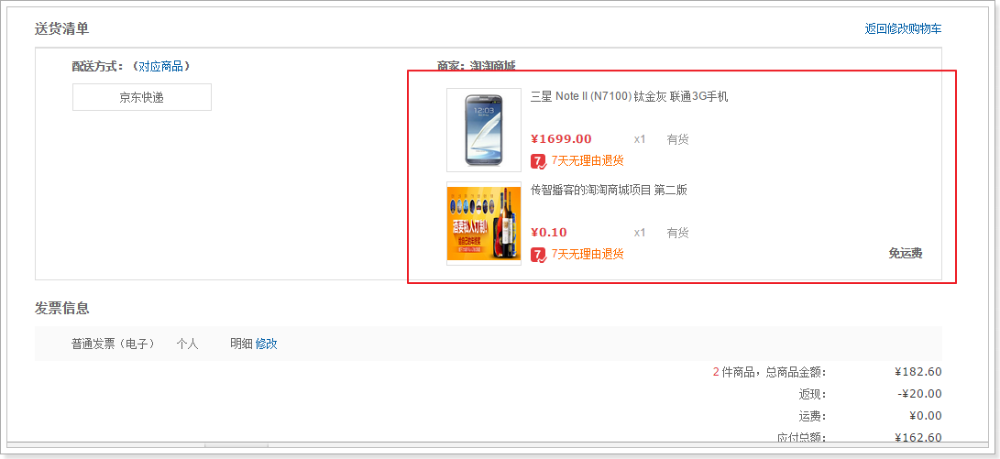 送货清单
返回修改购物车
配送方式：（对应商品）
商家：淘淘商城
京东快递
三星 Note II (N7100) 钛金灰 联通3G手机
12:03
¥1699.00 x1 有货
7 7天无理由退货
传智播客的淘淘商城项目 第二版
¥0.10 x1 有货
7 7天无理由退货
免运费
发票信息
普通发票（电子） 个人 明细 修改
2 件商品，总商品金额： ¥182.60
返现： -¥20.00
运费： ¥0.00
应付总额： ¥162.60